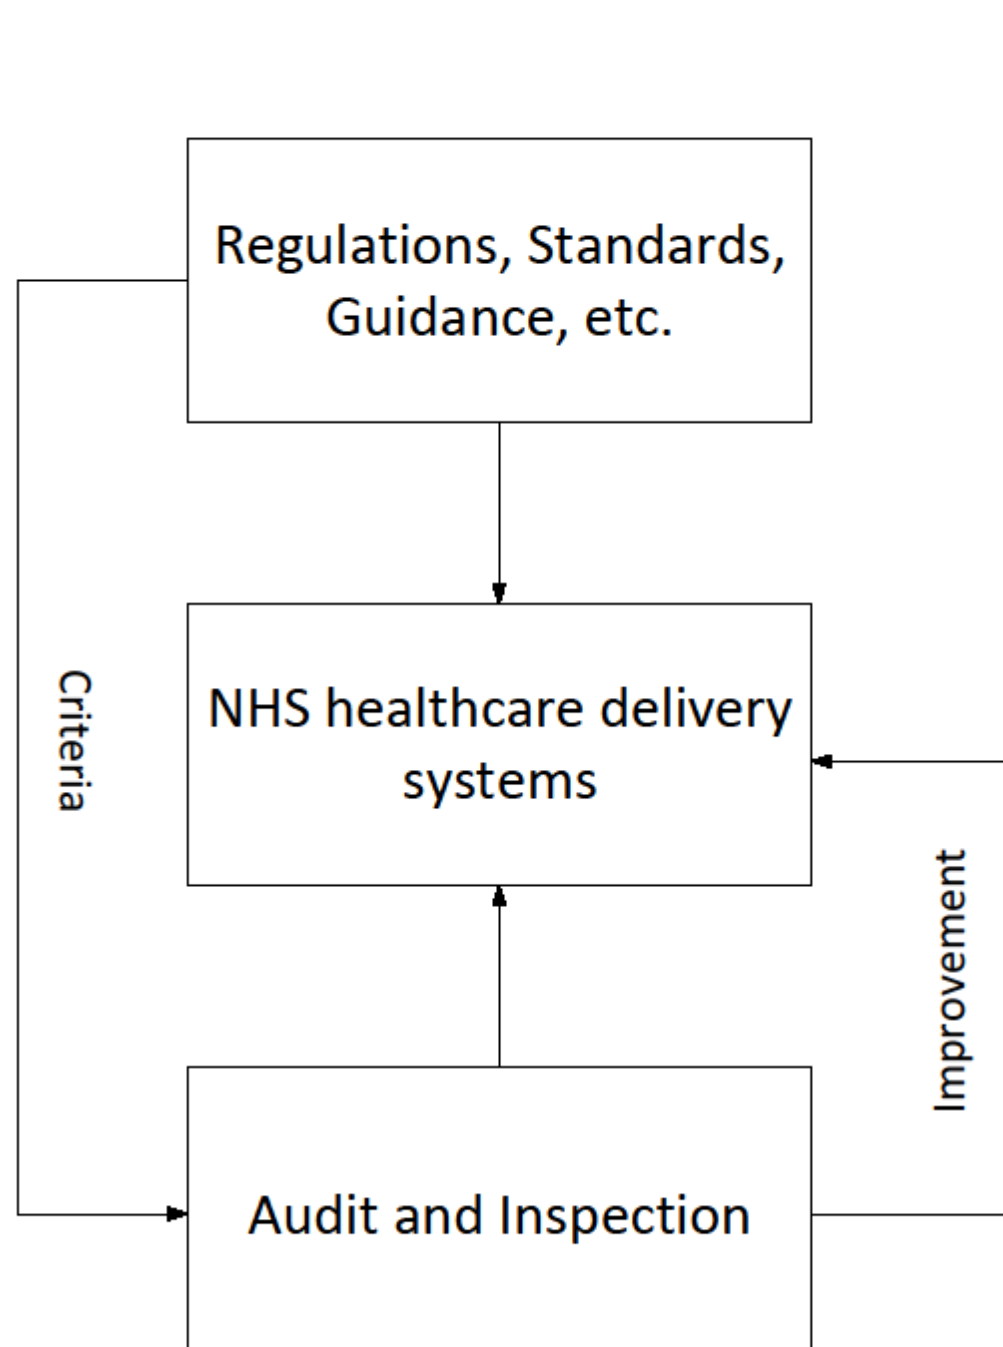 Regulations, Standards,
Guidance, etc.
Criteria
NHS healthcare delivery
systems
Improvement
Audit and Inspection